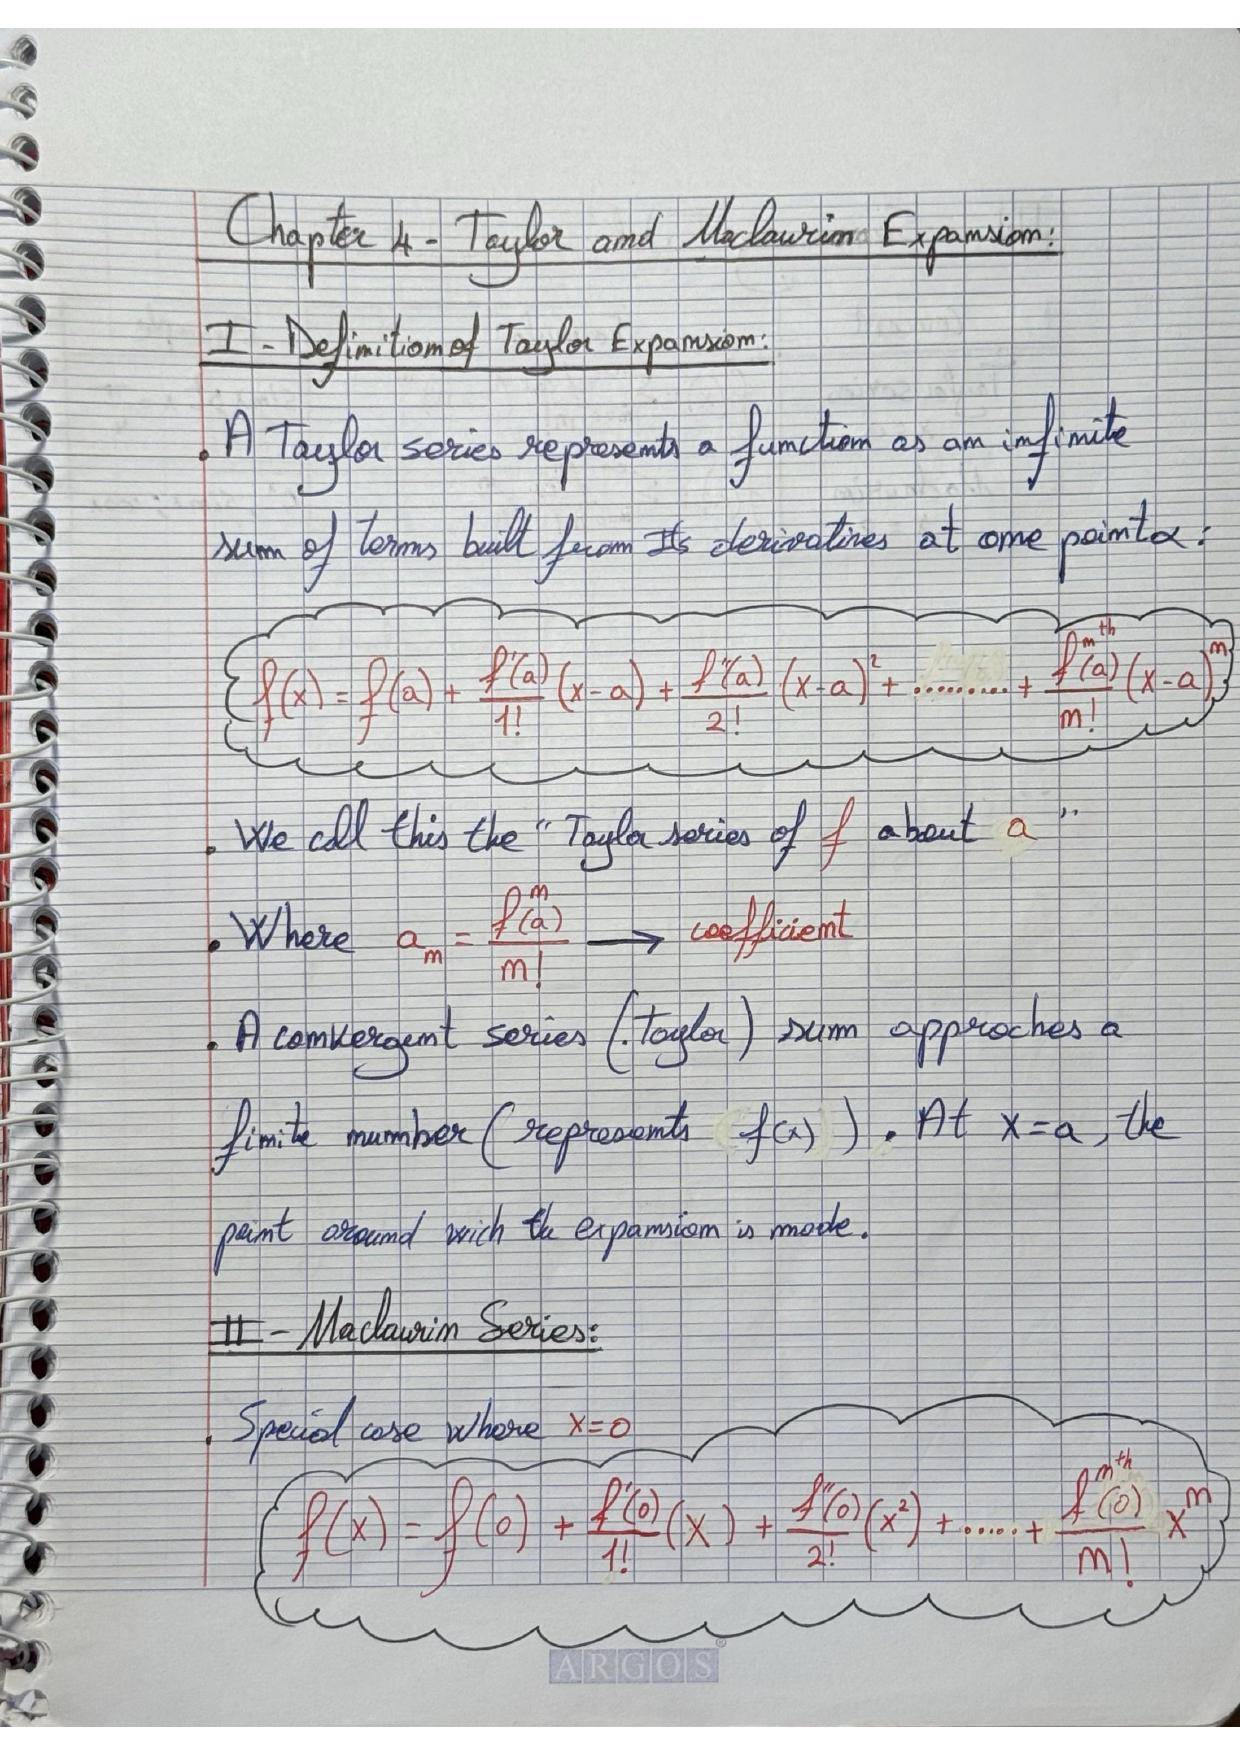 Chapter 4 - Taylor and Maclaurin Expansion:
I - Definition of Taylor Expansion:
. A Taylor series represents a function as an infinite
sum of terms built from Its derivatives at one point a :
f(x) = f(a) + f'(a)/1! (x-a) + f''(a)/2! (x-a)² + .......... + f^nth(a)/n! (x-a)^n
. We call this the "Taylor series of f about a "
. Where a_n = f^n(a)/n! → coefficient
. A convergent series (.Taylor) sum approches a
finite number ( represents f(x) ) . At x=a, the
point around wich the expansion is made.
II - Maclaurin Series:
. Special case where x=0
f(x) = f(0) + f'(0)/1! (x) + f''(0)/2! (x²) + ..... + f^nth(0)/n! x^n
ARGOS®